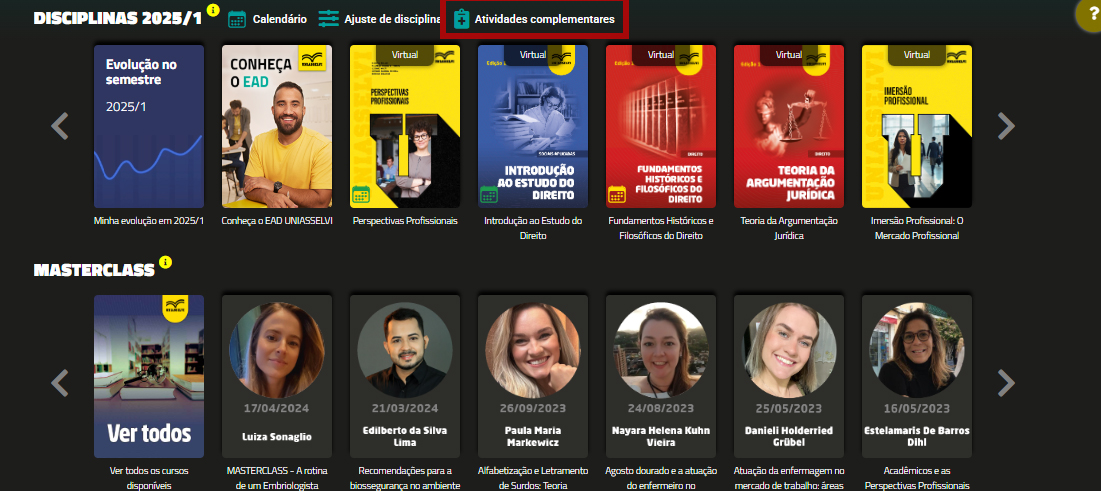 DISCIPLINAS 2025/1 i Calendário Ajuste de disciplina Atividades complementares ?
Evolução no
semestre
2025/1
CONHEÇA
O EAD
UNIASSELVI
Virtual
PERSPECTIVAS
PROFISSIONAIS
Virtual
SOCIAIS APLICADAS
INTRODUÇÃO
AO ESTUDO DO
DIREITO
Virtual
DIREITO
FUNDAMENTOS
HISTÓRICOS E
FILOSÓFICOS DO
DIREITO
Virtual
DIREITO
TEORIA DA
ARGUMENTAÇÃO
JURÍDICA
Virtual
IMERSÃO
PROFISSIONAL
Minha evolução em 2025/1
Conheça o EAD UNIASSELVI
Perspectivas Profissionais
Introdução ao Estudo do
Direito
Fundamentos Históricos e
Filosóficos do Direito
Teoria da Argumentação
Jurídica
Imersão Profissional: O
Mercado Profissional
MASTERCLASS i
Ver todos
17/04/2024
Luiza Sonaglio
21/03/2024
Edilberto da Silva
Lima
26/09/2023
Paula Maria
Markewicz
24/08/2023
Nayara Helena Kuhn
Vieira
25/05/2023
Danieli Holderried
Grübel
16/05/2023
Estelamaris De Barros
Dihl
Ver todos os cursos
disponíveis
MASTERCLASS - A rotina
de um Embriologista
Recomendações para a
biossegurança no ambiente
Alfabetização e Letramento
de Surdos: Teoria
Agosto dourado e a atuação
do enfermeiro no
Atuação da enfermagem no
mercado de trabalho: áreas
Acadêmicos e as
Perspectivas Profissionais